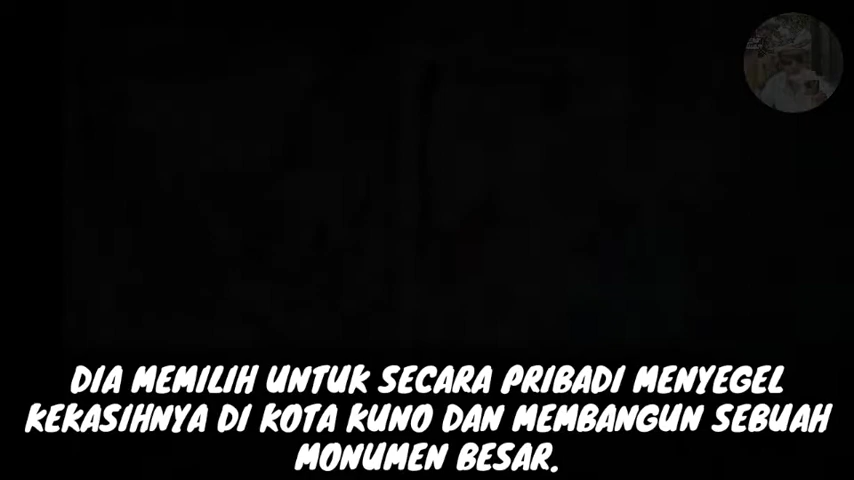 DIA MEMILIH UNTUK SECARA PRIBADI MENYEGEL
KEKASIHNYA DI KOTA KUNO DAN MEMBANGUN SEBUAH
MONUMEN BESAR.